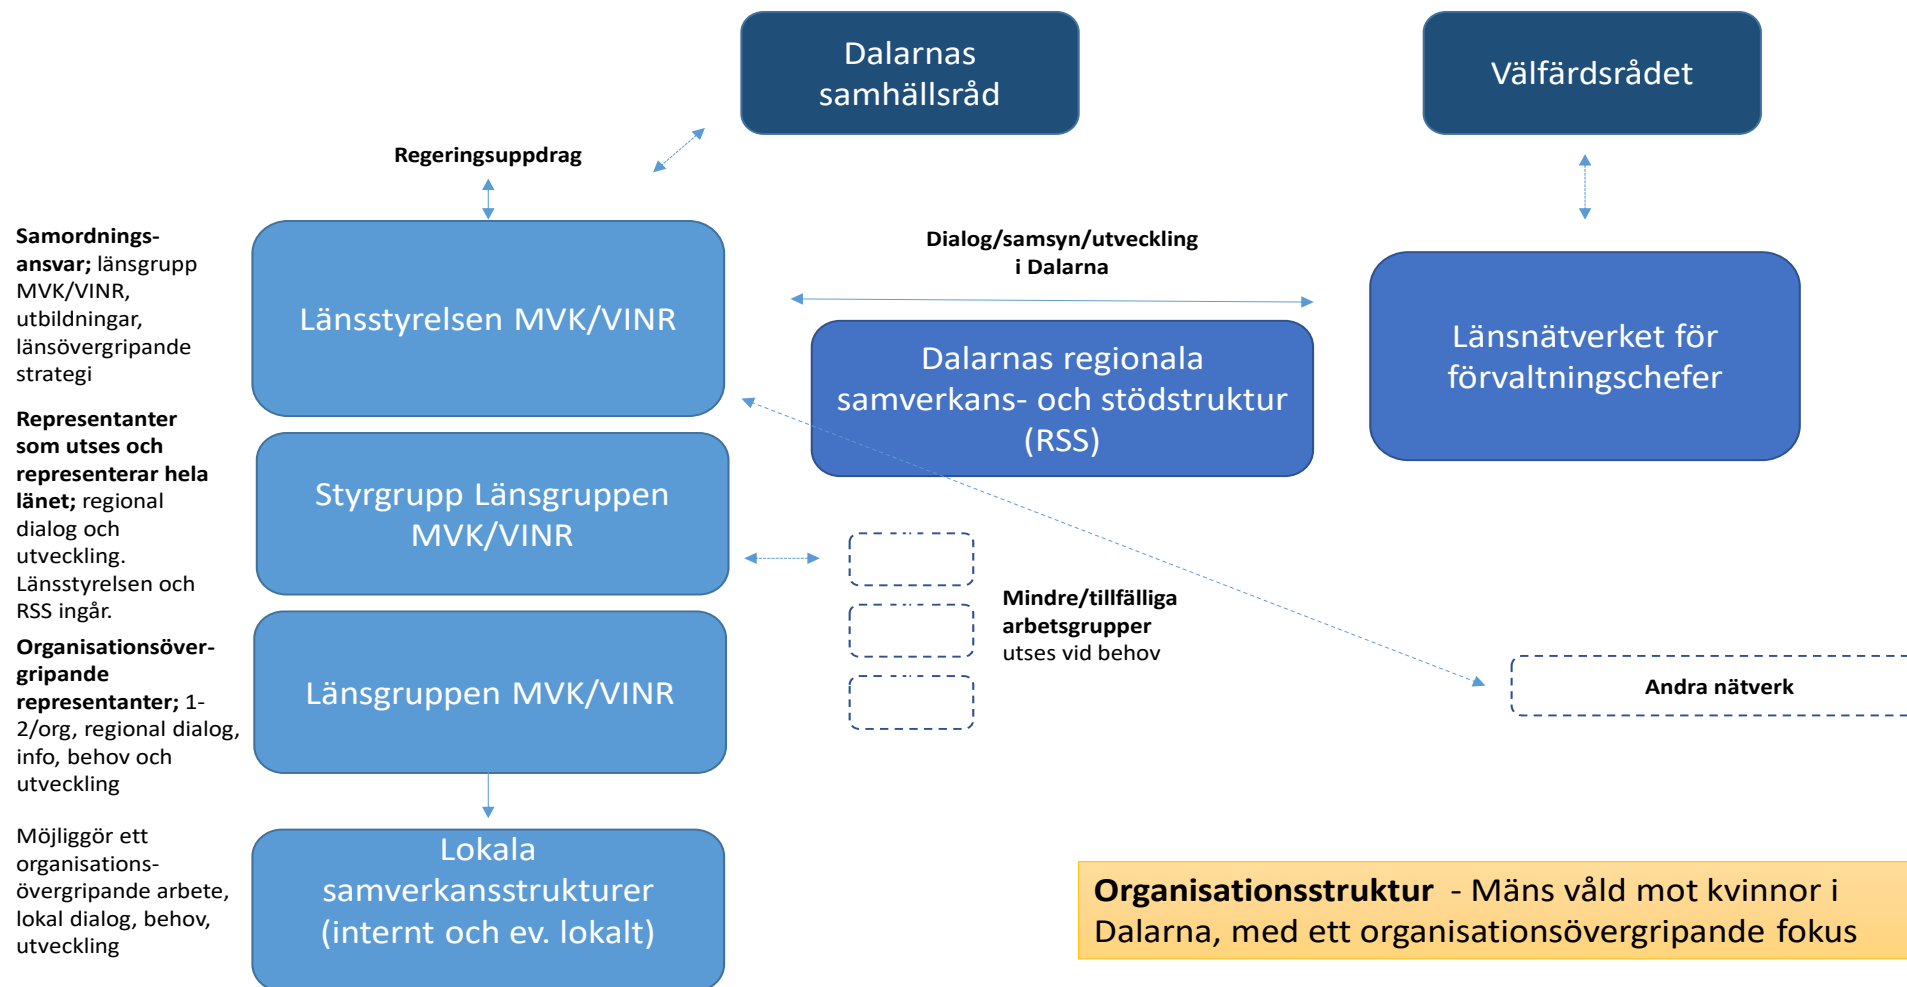 Dalarnas
samhällsråd
Välfärdsrådet
Regeringsuppdrag
Samordnings-
ansvar; länsgrupp
MVK/VINR,
utbildningar,
länsövergripande
strategi
Länsstyrelsen MVK/VINR
Dialog/samsyn/utveckling
i Dalarna
Dalarnas regionala
samverkans- och stödstruktur
(RSS)
Länsnätverket för
förvaltningschefer
Representanter
som utses och
representerar hela
länet; regional
dialog och
utveckling.
Länsstyrelsen och
RSS ingår.
Styrgrupp Länsgruppen
MVK/VINR
Mindre/tillfälliga
arbetsgrupper
utses vid behov
Organisationsöver-
gripande
representanter; 1-
2/org, regional dialog,
info, behov och
utveckling
Länsgruppen MVK/VINR
Andra nätverk
Möjliggör ett
organisations-
övergripande arbete,
lokal dialog, behov,
utveckling
Lokala
samverkansstrukturer
(internt och ev. lokalt)
Organisationsstruktur - Mäns våld mot kvinnor i
Dalarna, med ett organisationsövergripande fokus